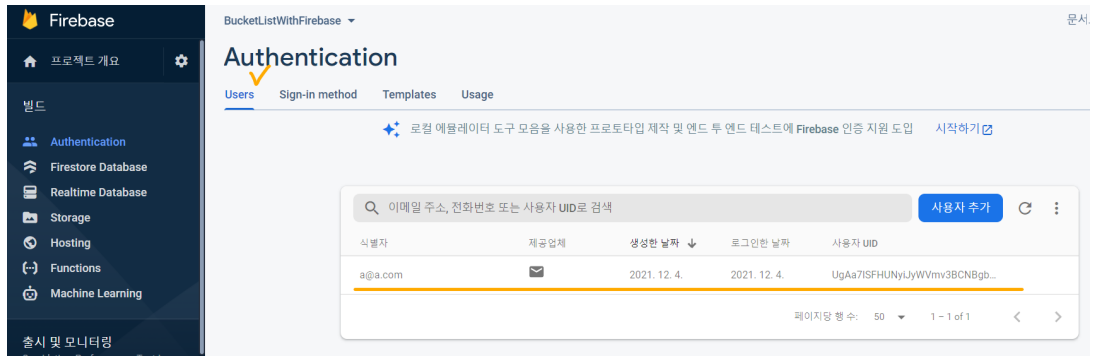 Firebase
BucketListWithFirebase
문서
프로젝트 개요
Authentication
빌드
Users Sign-in method Templates Usage
로컬 에뮬레이터 도구 모음을 사용한 프로토타입 제작 및 엔드 투 엔드 테스트에 Firebase 인증 지원 도입 시작하기
Authentication
Firestore Database
Realtime Database
Storage
Hosting
Functions
Machine Learning
출시 및 모니터링
이메일 주소, 전화번호 또는 사용자 UID로 검색
사용자 추가
식별자 제공업체 생성한 날짜 로그인한 날짜 사용자 UID
a@a.com 2021. 12. 4. 2021. 12. 4. UgAa7ISFHUNyiJyWVmv3BCNBgb...
페이지당 행 수: 50 1 – 1 of 1